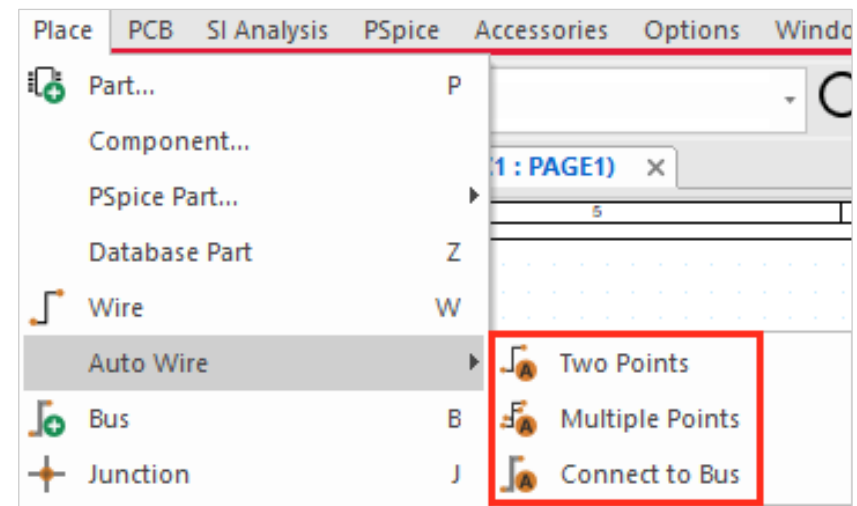 Place PCB SI Analysis PSpice Accessories Options
Part... P
Component...
1 : PAGE1)
PSpice Part...
5
Database Part Z
Wire W
Auto Wire
A Two Points
Bus B
A Multiple Points
Junction J
A Connect to Bus